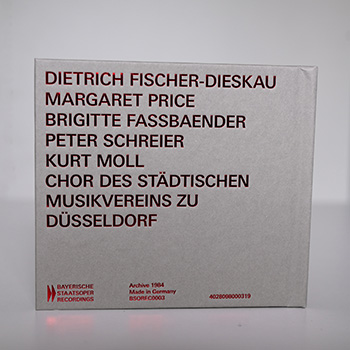 DIETRICH FISCHER-DIESKAU
MARGARET PRICE
BRIGITTE FASSBAENDER
PETER SCHREIER
KURT MOLL
CHOR DES STÄDTISCHEN
MUSIKVEREINS ZU
DÜSSELDORF
BAYERISCHE
STAATSOPER
RECORDINGS
Archive 1984
Made in Germany
BSORFC0003
4028098000319